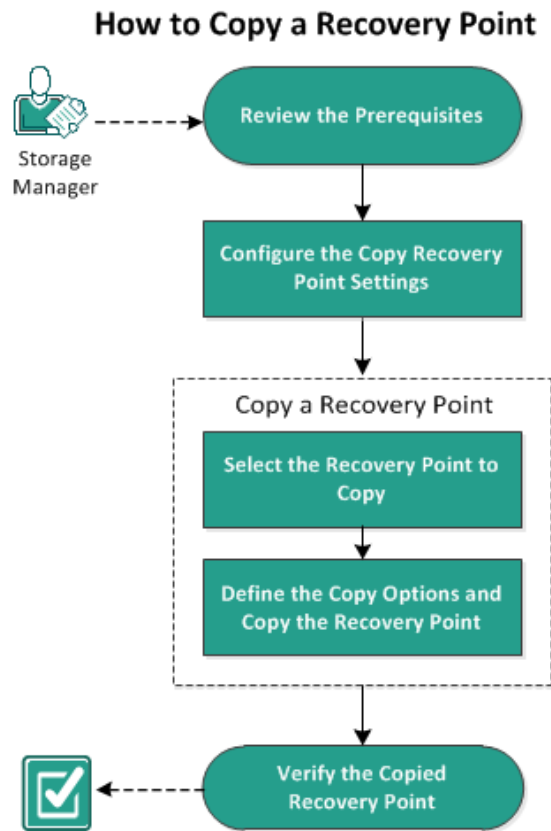 How to Copy a Recovery Point
Review the Prerequisites
Storage
Manager
Configure the Copy Recovery
Point Settings
Copy a Recovery Point
Select the Recovery Point to
Copy
Define the Copy Options and
Copy the Recovery Point
Verify the Copied
Recovery Point